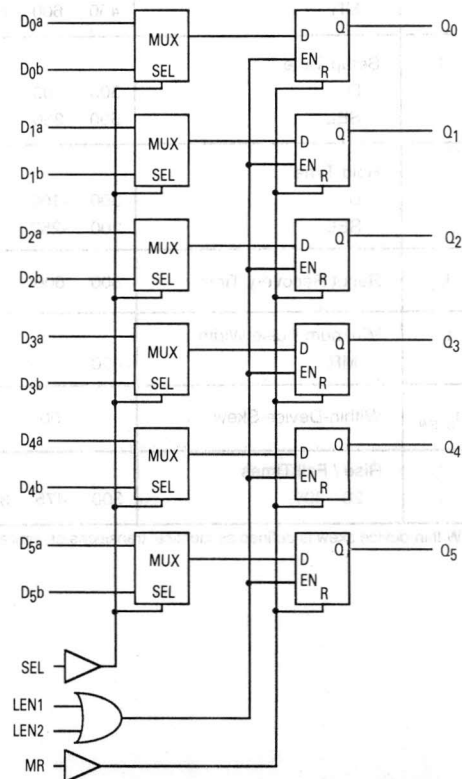 D0a
MUX
D0b
SEL
D
Q
EN
R
Q0
D1a
MUX
D1b
SEL
D
Q
EN
R
Q1
D2a
MUX
D2b
SEL
D
Q
EN
R
Q2
D3a
MUX
D3b
SEL
D
Q
EN
R
Q3
D4a
MUX
D4b
SEL
D
Q
EN
R
Q4
D5a
MUX
D5b
SEL
D
Q
EN
R
Q5
SEL
LEN1
LEN2
MR